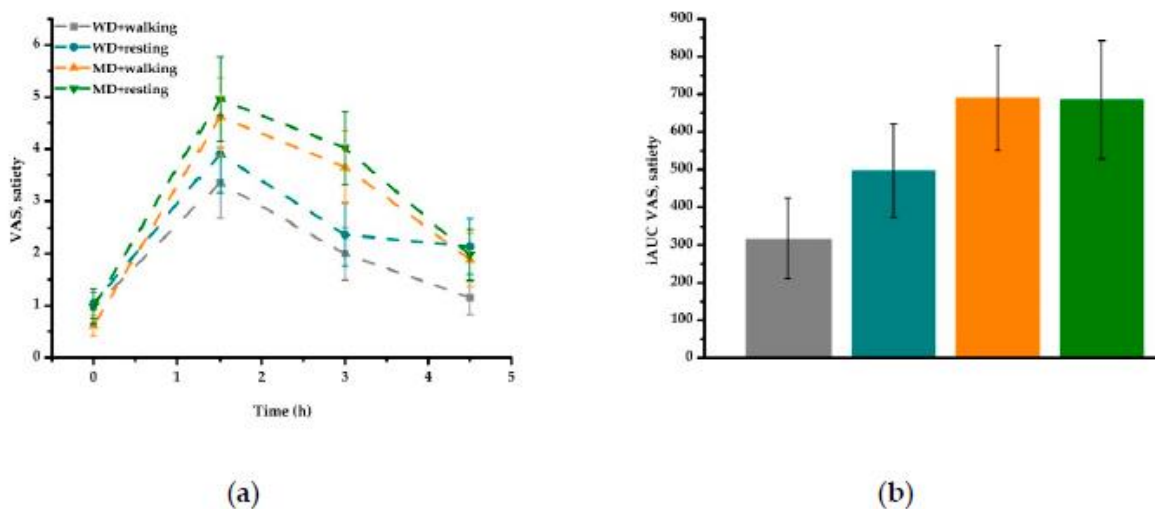 WD+walking
WD+resting
MD+walking
MD+resting
6
5
4
3
2
1
0
VAS, satiety
0 1 2 3 4 5
Time (h)
(a)
900
800
700
600
500
400
300
200
100
0
iAUC VAS, satiety
(b)